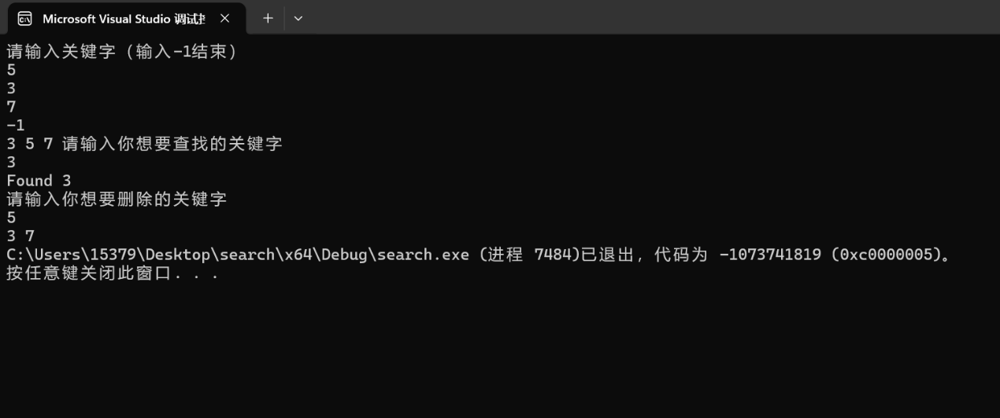 Microsoft Visual Studio 调试
请输入关键字（输入-1结束）
5
3
7
-1
3 5 7 请输入你想要查找的关键字
3
Found 3
请输入你想要删除的关键字
5
3 7
C:\Users\15379\Desktop\search\x64\Debug\search.exe (进程 7484)已退出，代码为 -1073741819 (0xc0000005)。
按任意键关闭此窗口. . .